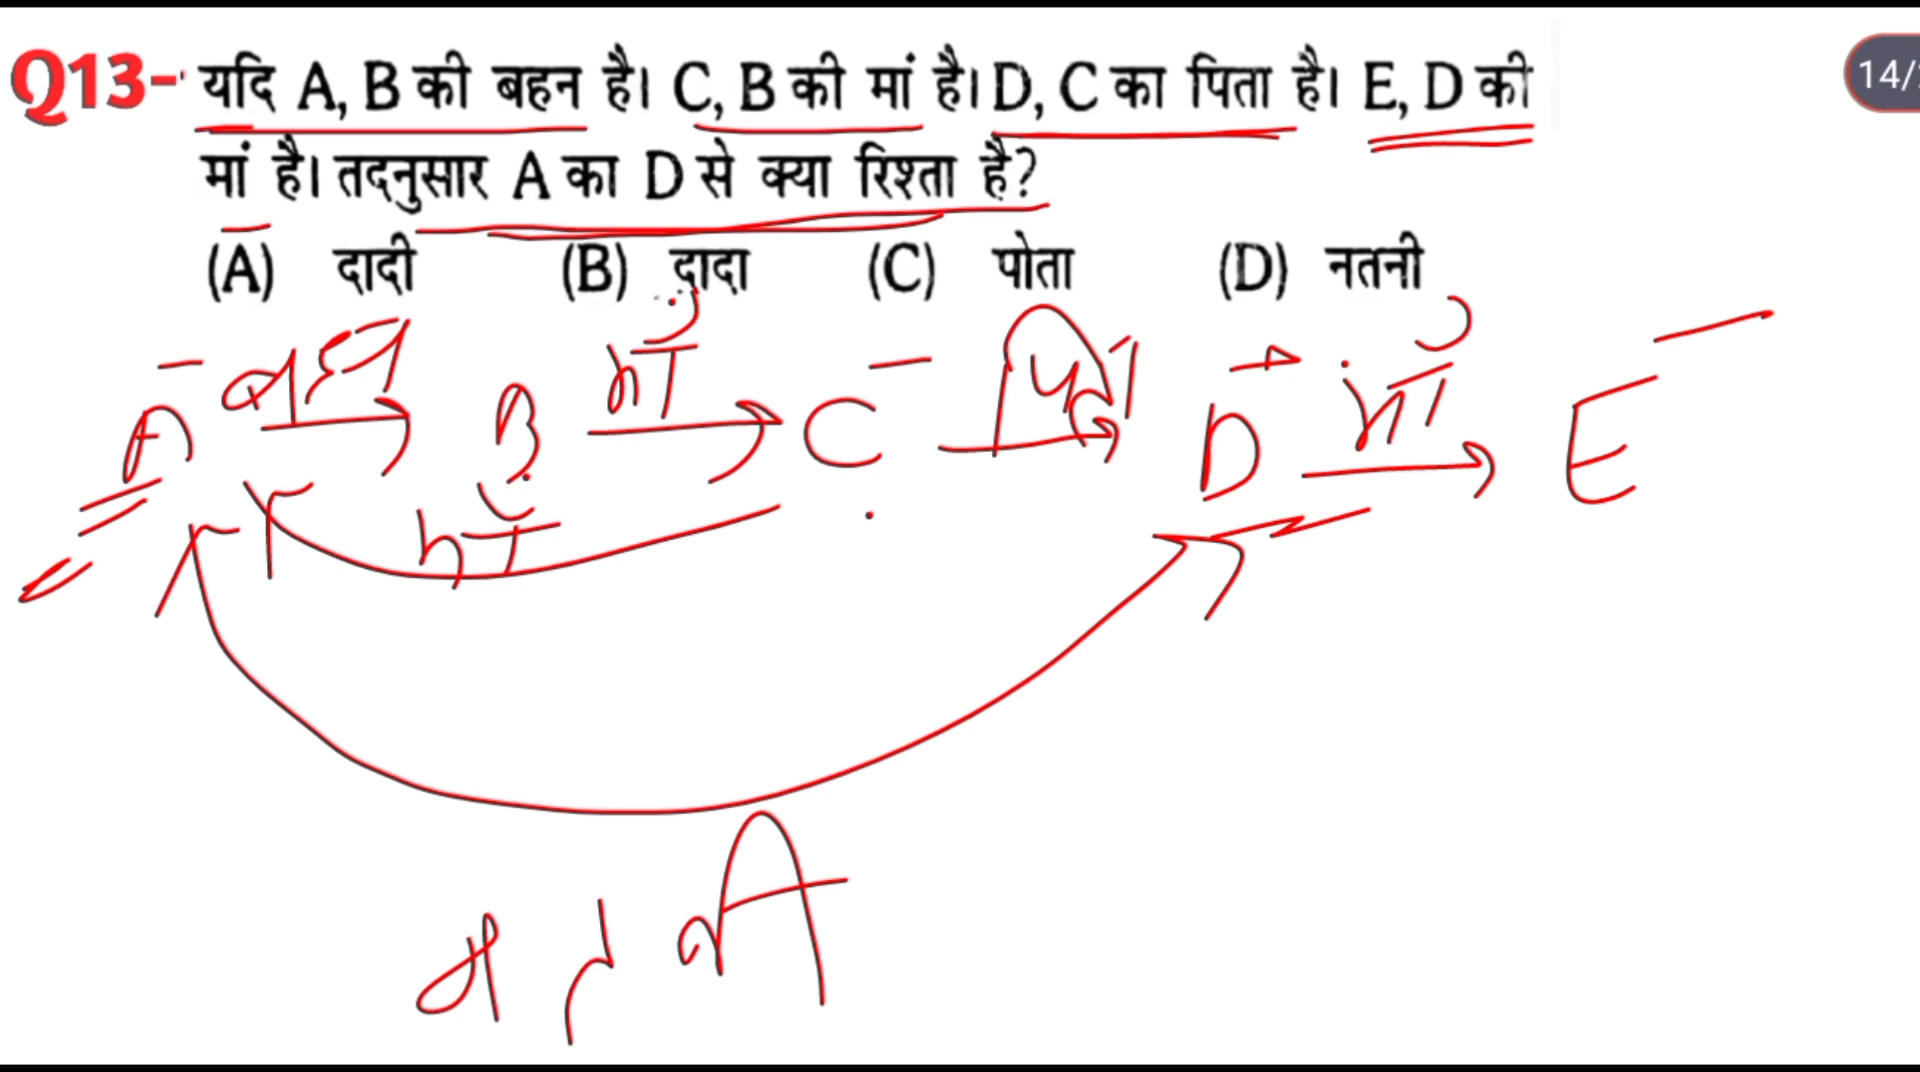 Q13- यदि A, B की बहन है। C, B की मां है। D, C का पिता है। E, D की
मां है। तदनुसार A का D से क्या रिश्ता है?
(A) दादी (B) दादा (C) पोता (D) नतनी
14/
बहन मां पिता मां
A B C D E
मां
नतनी